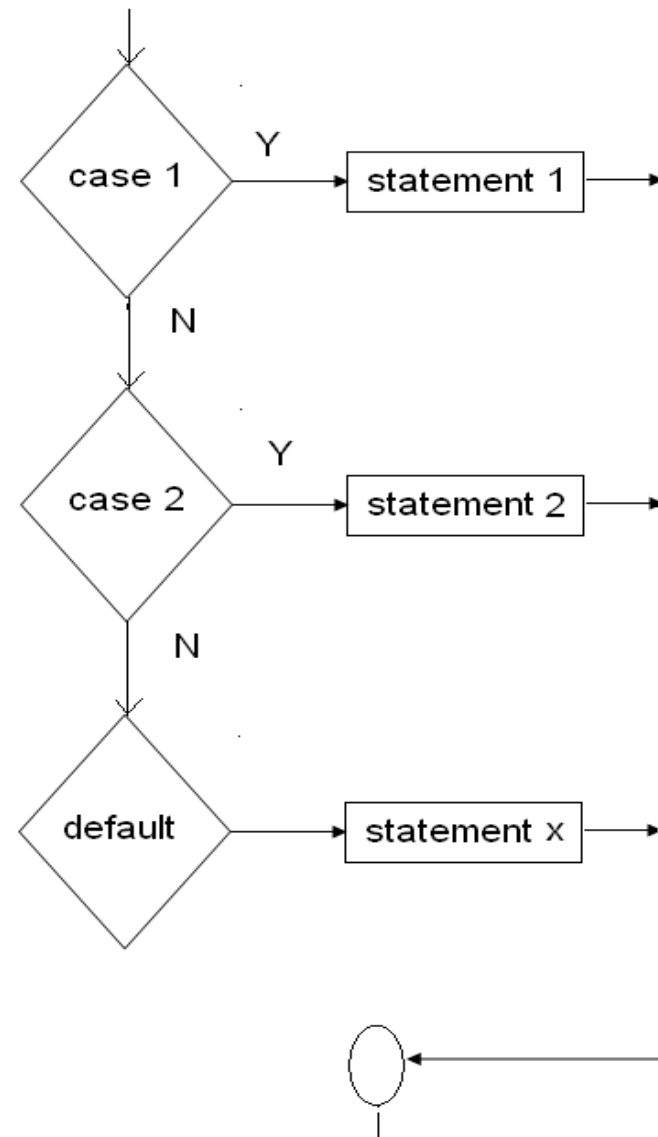 Y
case 1
statement 1
N
Y
case 2
statement 2
N
default
statement x